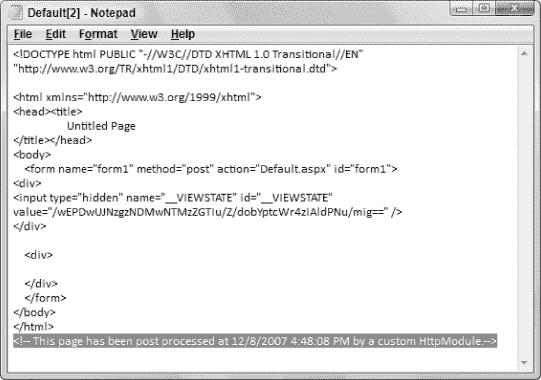 Default[2] - Notepad
File Edit Format View Help
<!DOCTYPE html PUBLIC "-//W3C//DTD XHTML 1.0 Transitional//EN"
"http://www.w3.org/TR/xhtml1/DTD/xhtml1-transitional.dtd">
<html xmlns="http://www.w3.org/1999/xhtml">
<head><title>
Untitled Page
</title></head>
<body>
<form name="form1" method="post" action="Default.aspx" id="form1">
<div>
<input type="hidden" name="__VIEWSTATE" id="__VIEWSTATE"
value="/wEPDwUJNzgzNDMwNTMzZGTIu/Z/dobYptcWr4zIAldPNu/mig==" />
</div>
<div>
</div>
</form>
</body>
</html>
<!-- This page has been post processed at 12/8/2007 4:48:08 PM by a custom HttpModule.-->